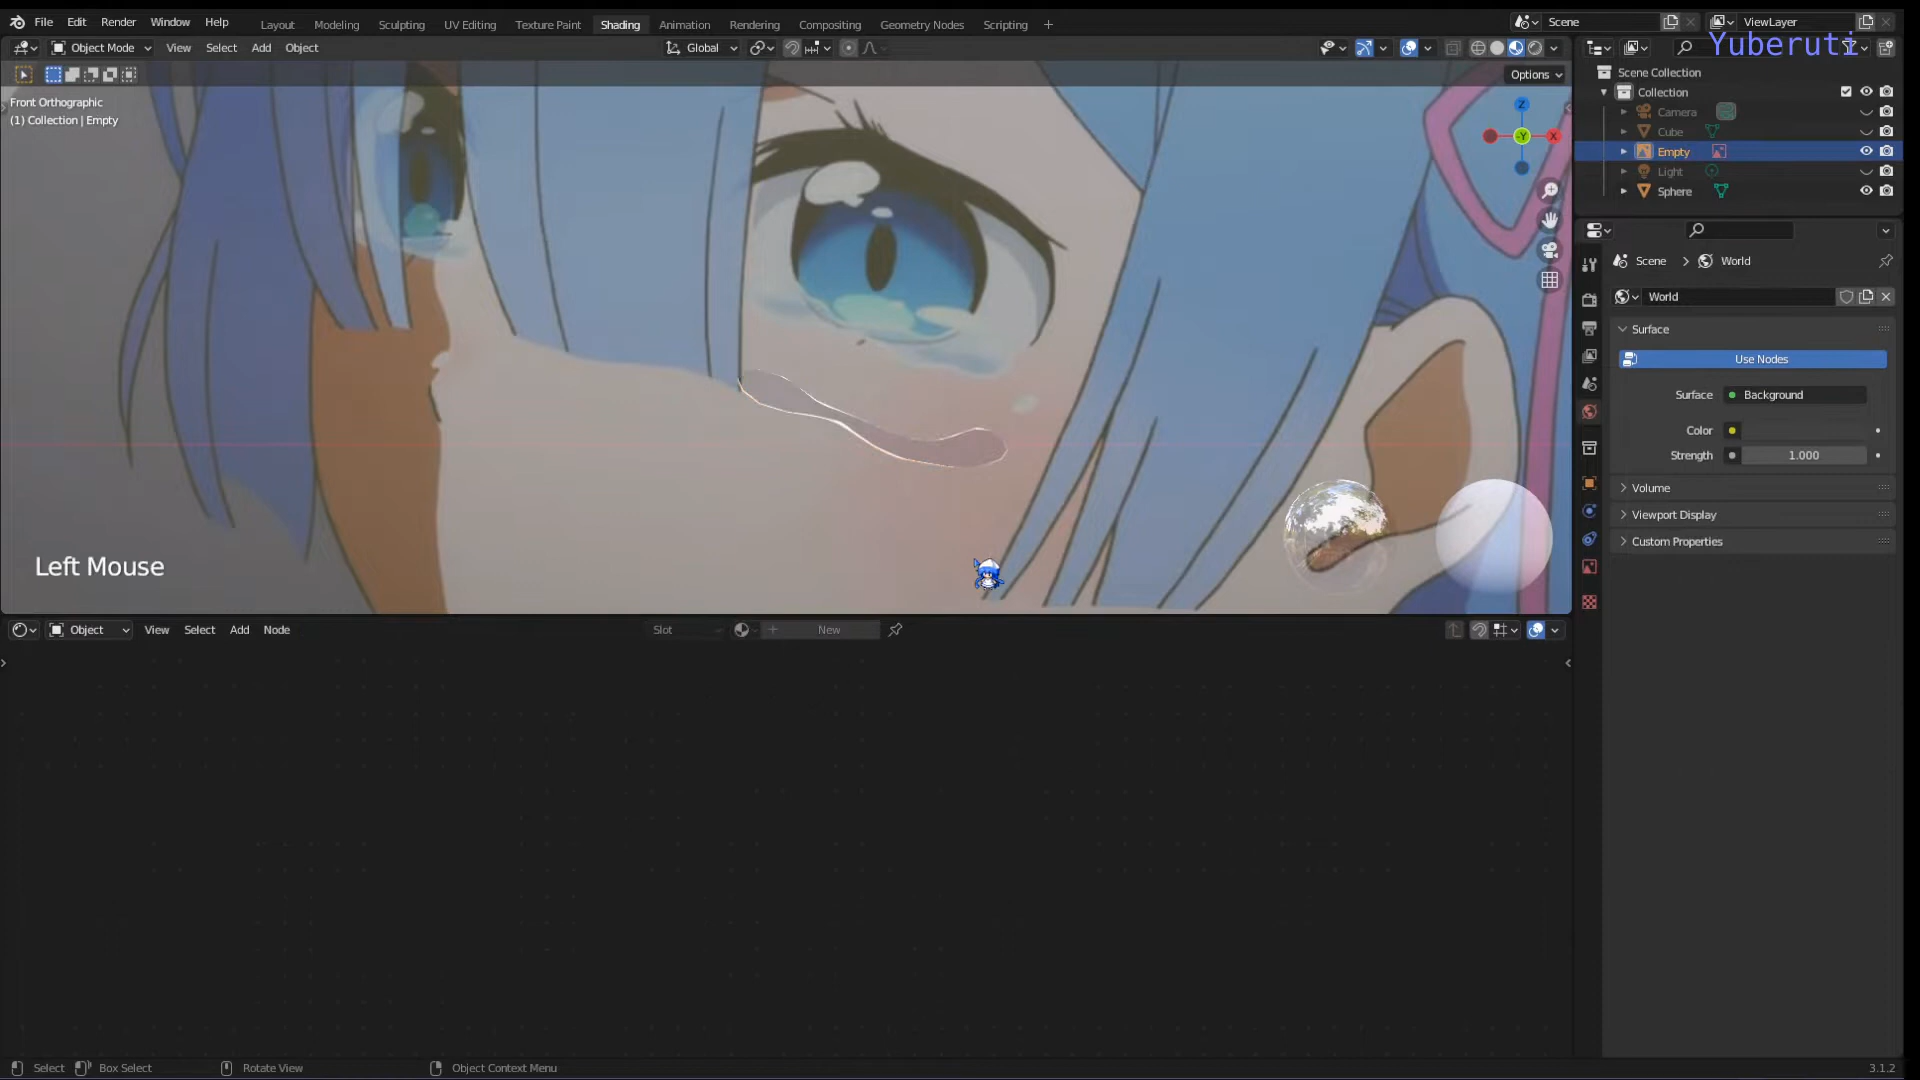 File Edit Render Window Help
Layout Modeling Sculpting UV Editing Texture Paint Shading Animation Rendering Compositing Geometry Nodes Scripting +
Scene
ViewLayer
Yuberuti
Object Mode View Select Add Object
Global
Options
Front Orthographic
(1) Collection | Empty
Z
-Y
X
Left Mouse
Scene Collection
Collection
Camera
Cube
Empty
Light
Sphere
Scene > World
World
Surface
Use Nodes
Surface Background
Color
Strength 1.000
Volume
Viewport Display
Custom Properties
Object View Select Add Node
Slot
New
Select Box Select Rotate View Object Context Menu
3.1.2